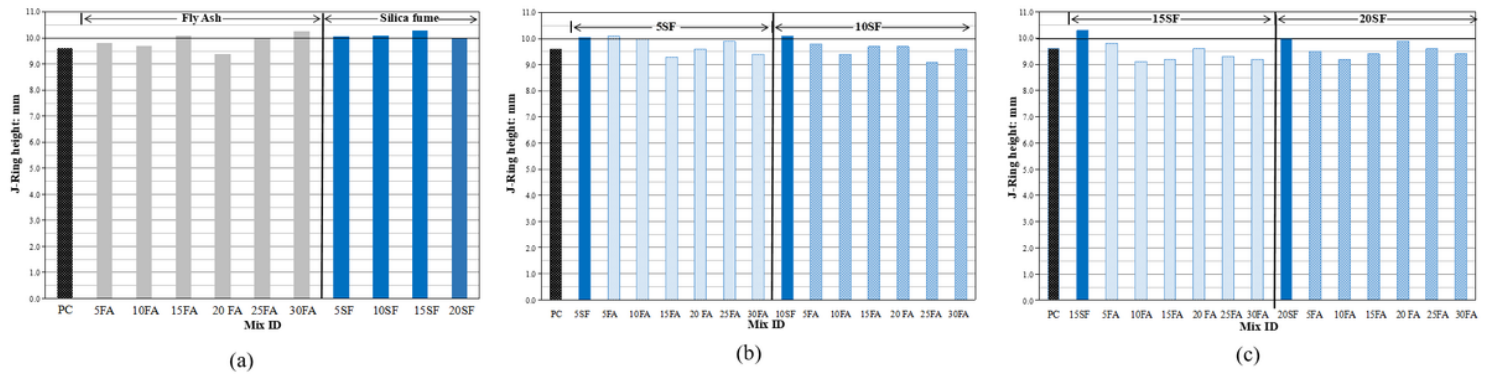 Fly Ash Silica fume
J-Ring height: mm
11.0
10.0
9.0
8.0
7.0
6.0
5.0
4.0
3.0
2.0
1.0
0.0
PC 5FA 10FA 15FA 20 FA 25FA 30FA 5SF 10SF 15SF 20SF
Mix ID
(a)
5SF 10SF
J-Ring height: mm
11.0
10.0
9.0
8.0
7.0
6.0
5.0
4.0
3.0
2.0
1.0
0.0
PC 5SF 5FA 10FA 15FA 20 FA 25FA 30FA 10SF 5FA 10FA 15FA 20 FA 25FA 30FA
Mix ID
(b)
15SF 20SF
J-Ring height: mm
11.0
10.0
9.0
8.0
7.0
6.0
5.0
4.0
3.0
2.0
1.0
0.0
PC 15SF 5FA 10FA 15FA 20 FA 25FA 30FA 20SF 5FA 10FA 15FA 20 FA 25FA 30FA
Mix ID
(c)